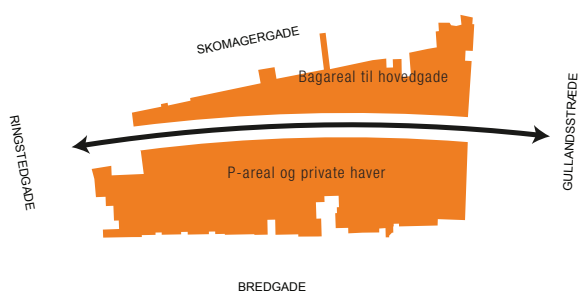 SKOMAGERGADE
Bagareal til hovedgade
RINGSTEDGADE
GULLANDSSTRÆDE
P-areal og private haver
BREDGADE